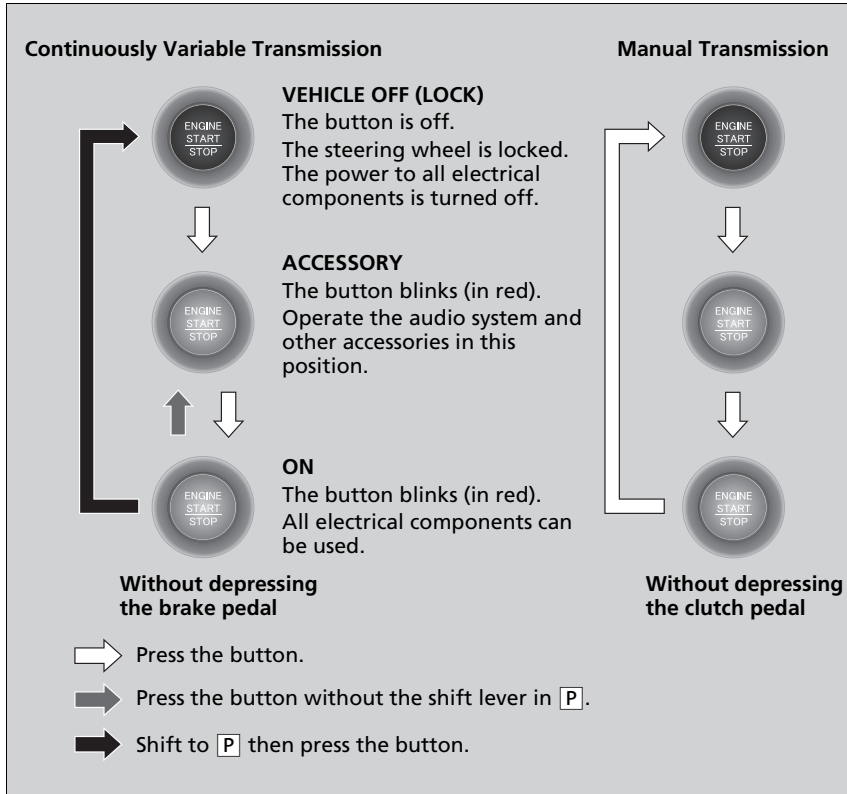 Continuously Variable Transmission
Manual Transmission
ENGINE
START
STOP
VEHICLE OFF (LOCK)
The button is off.
The steering wheel is locked.
The power to all electrical
components is turned off.
ENGINE
START
STOP
ENGINE
START
STOP
ACCESSORY
The button blinks (in red).
Operate the audio system and
other accessories in this
position.
ENGINE
START
STOP
ENGINE
START
STOP
ON
The button blinks (in red).
All electrical components can
be used.
ENGINE
START
STOP
Without depressing
the brake pedal
Without depressing
the clutch pedal
Press the button.
Press the button without the shift lever in P.
Shift to P then press the button.